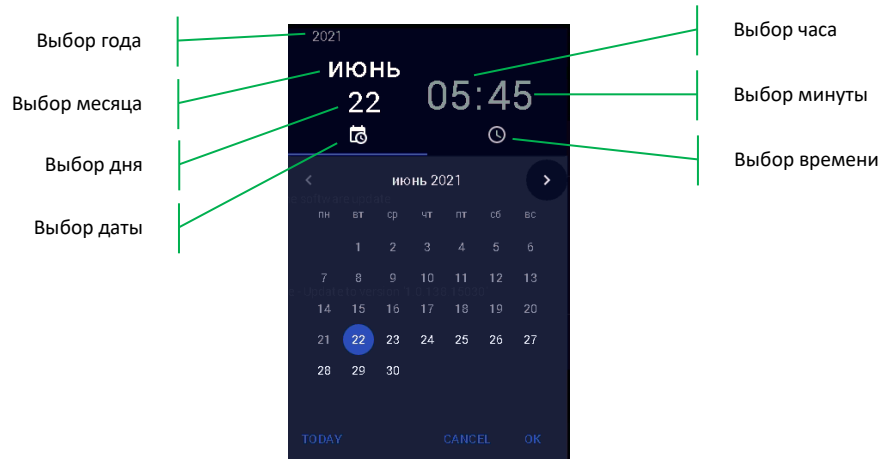 Выбор года
Выбор месяца
Выбор дня
Выбор даты
2021
ИЮНЬ
22
05:45
Выбор часа
Выбор минуты
Выбор времени
июнь 2021
пн вт ср чт пт сб вс
1 2 3 4 5 6
7 8 9 10 11 12 13
14 15 16 17 18 19 20
21 22 23 24 25 26 27
28 29 30
TODAY CANCEL OK